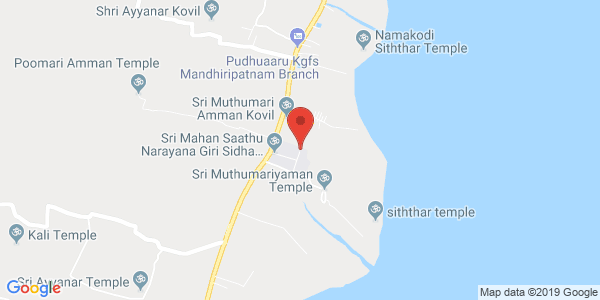 Shri Ayyanar Kovil
Namakodi
Siththar Temple
Pudhuaaru Kgfs
Mandhiripatnam Branch
Poomari Amman Temple
Sri Muthumari
Amman Kovil
Sri Mahan Saathu
Narayana Giri Sidha...
Sri Muthumariyaman
Temple
siththar temple
Kali Temple
Sri Ayyanar Temple
Google
Map data ©2019 Google